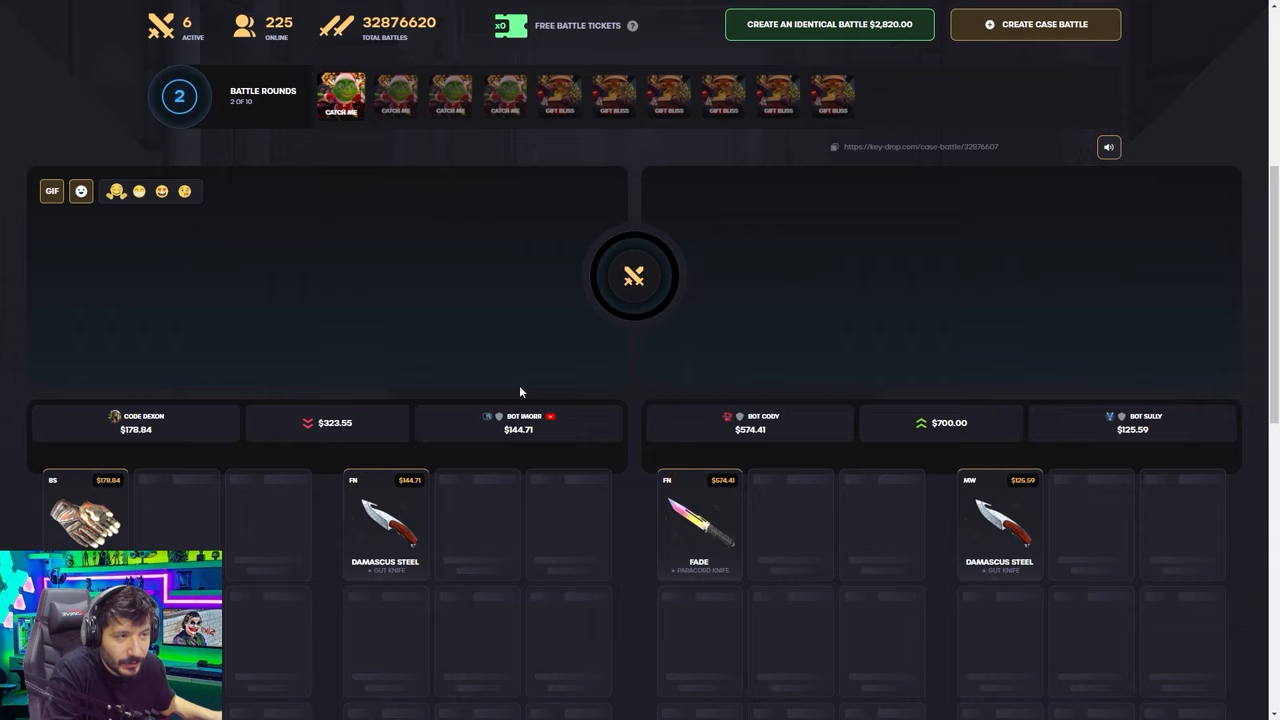 6
ACTIVE
225
ONLINE
32876620
TOTAL BATTLES
x0
FREE BATTLE TICKETS ?
CREATE AN IDENTICAL BATTLE $2,820.00
CREATE CASE BATTLE
2
BATTLE ROUNDS
2 OF 10
CATCH ME
CATCH ME
CATCH ME
CATCH ME
GIFT BLISS
GIFT BLISS
GIFT BLISS
GIFT BLISS
GIFT BLISS
GIFT BLISS
https://key-drop.com/case-battle/32876607
GIF
CODE DEXON
$178.84
$323.55
BOT IMORR
$144.71
BOT CODY
$574.41
$700.00
BOT SULLY
$125.59
BS $178.84
FN $144.71
DAMASCUS STEEL
★ GUT KNIFE
FN $574.41
FADE
★ PARACORD KNIFE
MW $125.59
DAMASCUS STEEL
★ GUT KNIFE